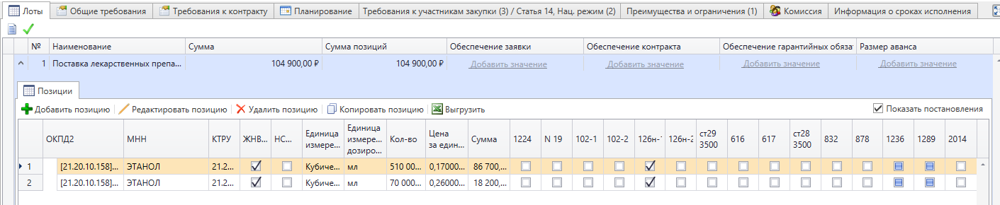 Лоты Общие требования Требования к контракту Планирование Требования к участникам закупки (3) / Статья 14, Нац. режим (2) Преимущества и ограничения (1) Комиссия Информация о сроках исполнения
№ Наименование Сумма Сумма позиций Обеспечение заявки Обеспечение контракта Обеспечение гарантийных обязат Размер аванса
1 Поставка лекарственных препа... 104 900,00 ₽ 104 900,00 ₽ Добавить значение Добавить значение Добавить значение Добавить значение
Позиции
Добавить позицию Редактировать позицию Удалить позицию Копировать позицию Выгрузить Показать постановления
ОКПД2 МНН КТРУ ЖНВ... НС... Единица измере... Единица измере... дозиро... Кол-во Цена за един... Сумма 1224 N 19 102-1 102-2 126н-1 126н-2 ст29 3500 616 617 ст28 3500 832 878 1236 1289 2014
1 [21.20.10.158]... ЭТАНОЛ 21.2... Кубиче... мл 510 00... 0,17000... 86 700,...
2 [21.20.10.158]... ЭТАНОЛ 21.2... Кубиче... мл 70 000... 0,26000... 18 200,...